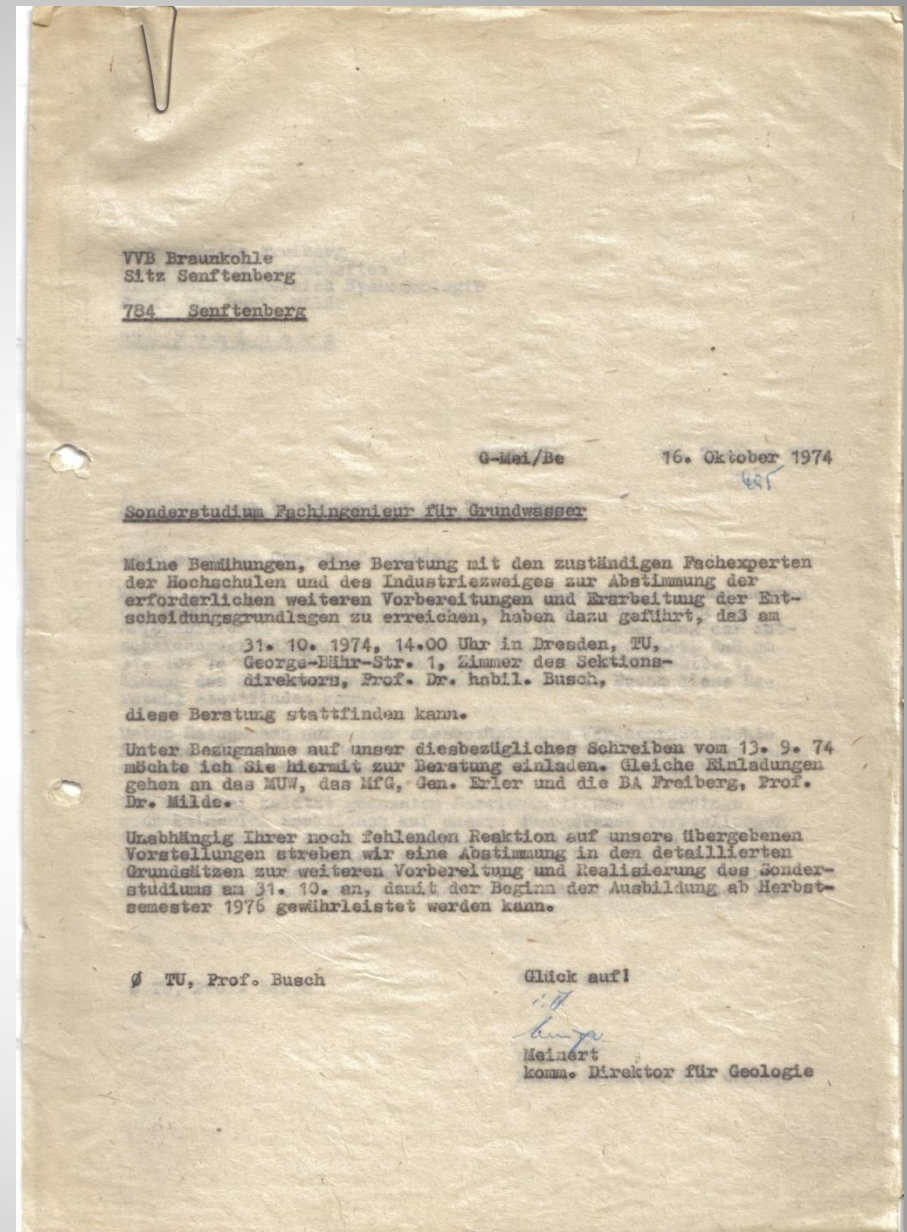 VVB Braunkohle
Sitz Senftenberg
784 Senftenberg
G-Mei/Be 16. Oktober 1974
Sonderstudium Fachingenieur für Grundwasser
Meine Bemühungen, eine Beratung mit den zuständigen Fachexperten
der Hochschulen und des Industriezweiges zur Abstimmung der
erforderlichen weiteren Vorbereitungen und Erarbeitung der Ent-
scheidungsgrundlagen zu erreichen, haben dazu geführt, daß am
31. 10. 1974, 14.00 Uhr in Dresden, TU,
George-Bähr-Str. 1, Zimmer des Sektions-
direktors, Prof. Dr. habil. Busch,
diese Beratung stattfinden kann.
Unter Bezugnahme auf unser diesbezügliches Schreiben vom 13. 9. 74
möchte ich Sie hiermit zur Beratung einladen. Gleiche Einladungen
gehen an das MUW, das MfG, Gen. Erler und die BA Freiberg, Prof.
Dr. Milde.
Unabhängig Ihrer noch fehlenden Reaktion auf unsere übergebenen
Vorstellungen streben wir eine Abstimmung in den detaillierten
Grundsätzen zur weiteren Vorbereitung und Realisierung des Sonder-
studiums am 31. 10. an, damit der Beginn der Ausbildung ab Herbst-
semester 1976 gewährleistet werden kann.
Ø TU, Prof. Busch Glück auf!
Meinert
komm. Direktor für Geologie